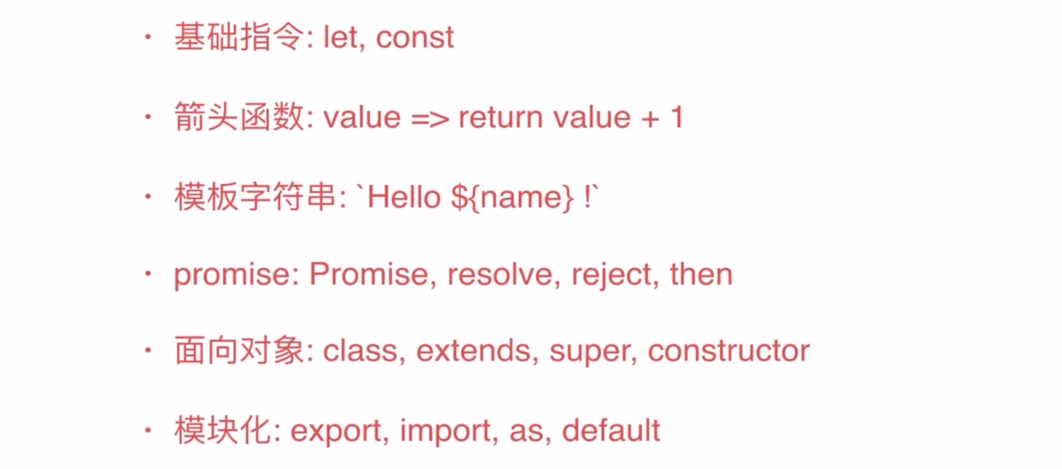 · 基础指令: let, const
· 箭头函数: value => return value + 1
· 模板字符串: `Hello ${name} !`
· promise: Promise, resolve, reject, then
· 面向对象: class, extends, super, constructor
· 模块化: export, import, as, default